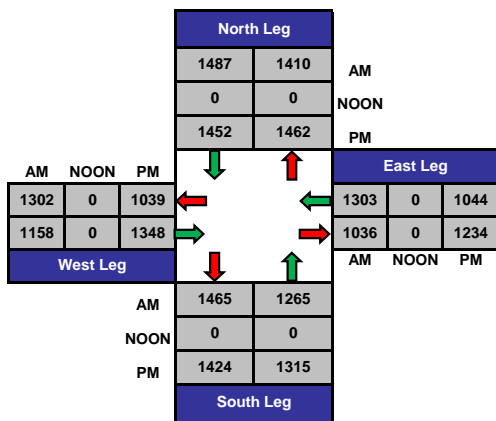 North Leg
1487 1410 AM
0 0 NOON
1452 1462 PM
AM NOON PM East Leg
1302 0 1039 1303 0 1044
1158 0 1348 1036 0 1234
West Leg AM NOON PM
AM 1465 1265
NOON 0 0
PM 1424 1315
South Leg